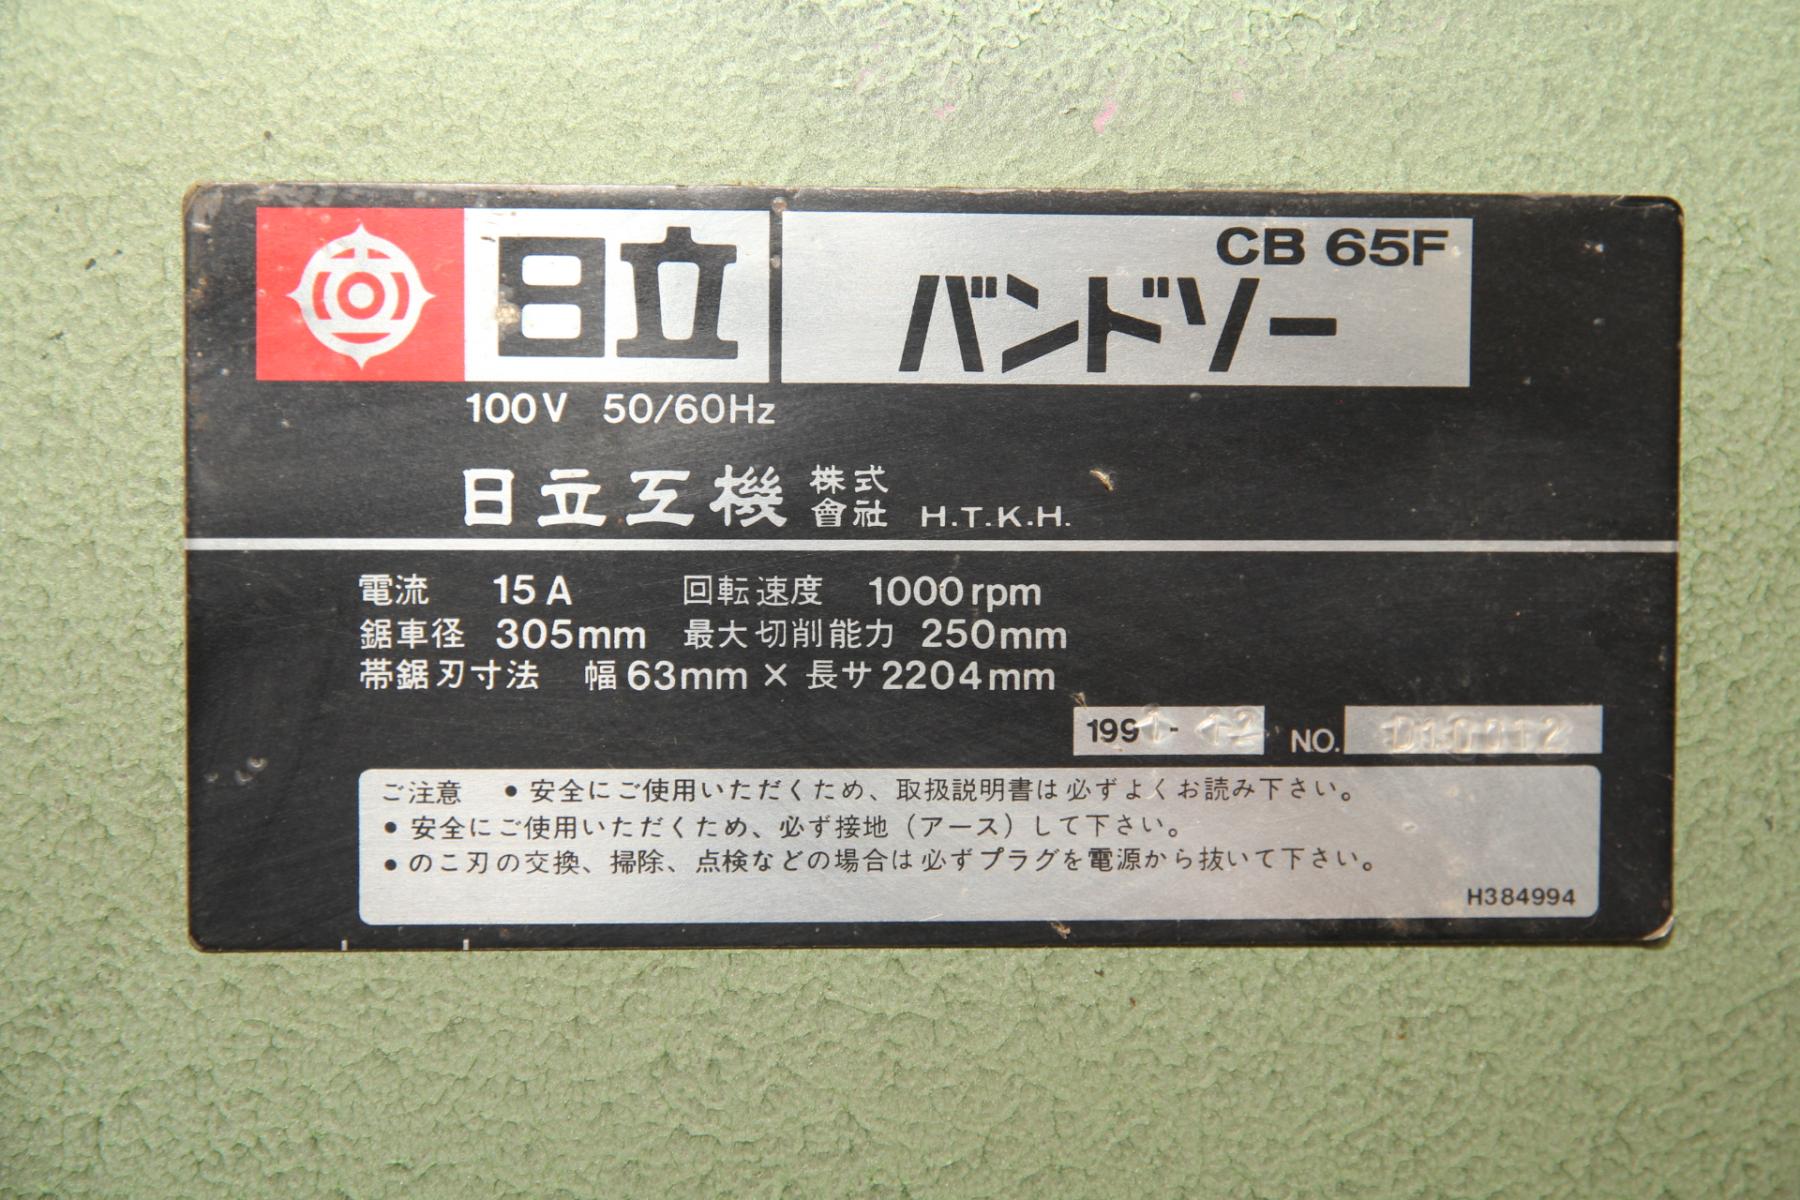 日立
CB 65F
バンドソー
100V 50/60Hz
日立工機 株式會社 H.T.K.H.
電流 15A 回転速度 1000rpm
鋸車径 305mm 最大切削能力 250mm
帯鋸刃寸法 幅63mm × 長サ2204mm
1991-12 NO.
ご注意 ●安全にご使用いただくため、取扱説明書は必ずよくお読み下さい。
●安全にご使用いただくため、必ず接地（アース）して下さい。
●のこ刃の交換、掃除、点検などの場合は必ずプラグを電源から抜いて下さい。
H384994